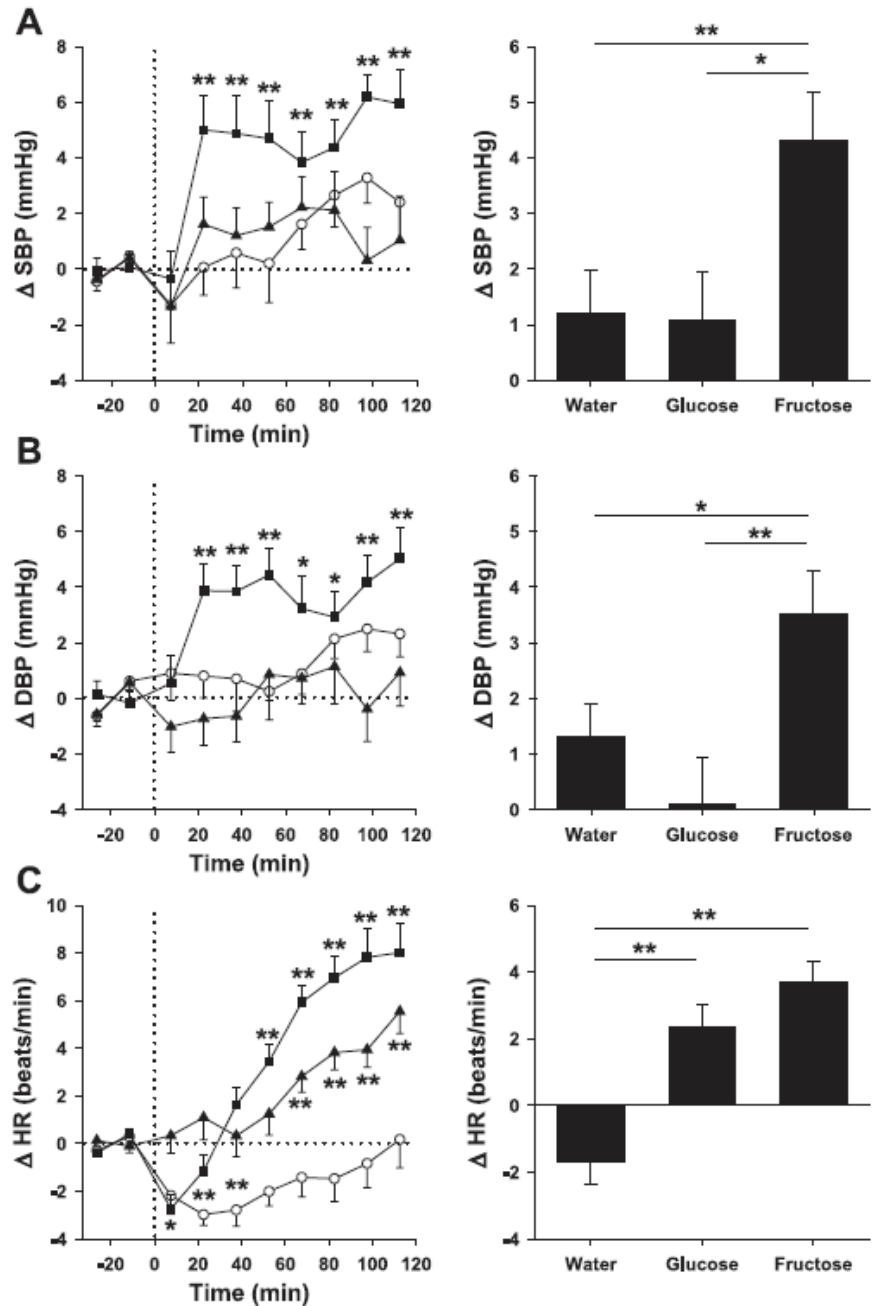 A
Δ SBP (mmHg)
8
6
4
2
0
-2
-4
** ** ** ** ** ** **
-20 0 20 40 60 80 100 120
Time (min)
Δ SBP (mmHg)
6
5
4
3
2
1
0
**
*
Water Glucose Fructose
B
Δ DBP (mmHg)
8
6
4
2
0
-2
-4
** ** ** * * ** **
-20 0 20 40 60 80 100 120
Time (min)
Δ DBP (mmHg)
6
5
4
3
2
1
0
*
**
Water Glucose Fructose
C
Δ HR (beats/min)
10
8
6
4
2
0
-2
-4
** ** ** ** **
** ** ** **
* ** **
-20 0 20 40 60 80 100 120
Time (min)
Δ HR (beats/min)
6
4
2
0
-2
-4
**
**
Water Glucose Fructose